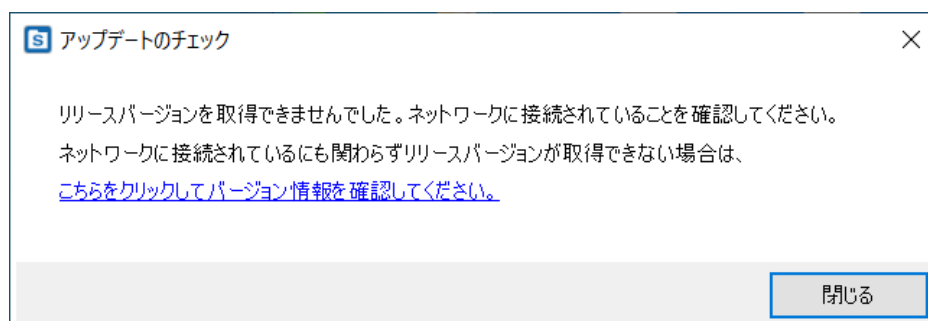 S アップデートのチェック
リリースバージョンを取得できませんでした。ネットワークに接続されていることを確認してください。
ネットワークに接続されているにも関わらずリリースバージョンが取得できない場合は、
こちらをクリックしてバージョン情報を確認してください。
閉じる